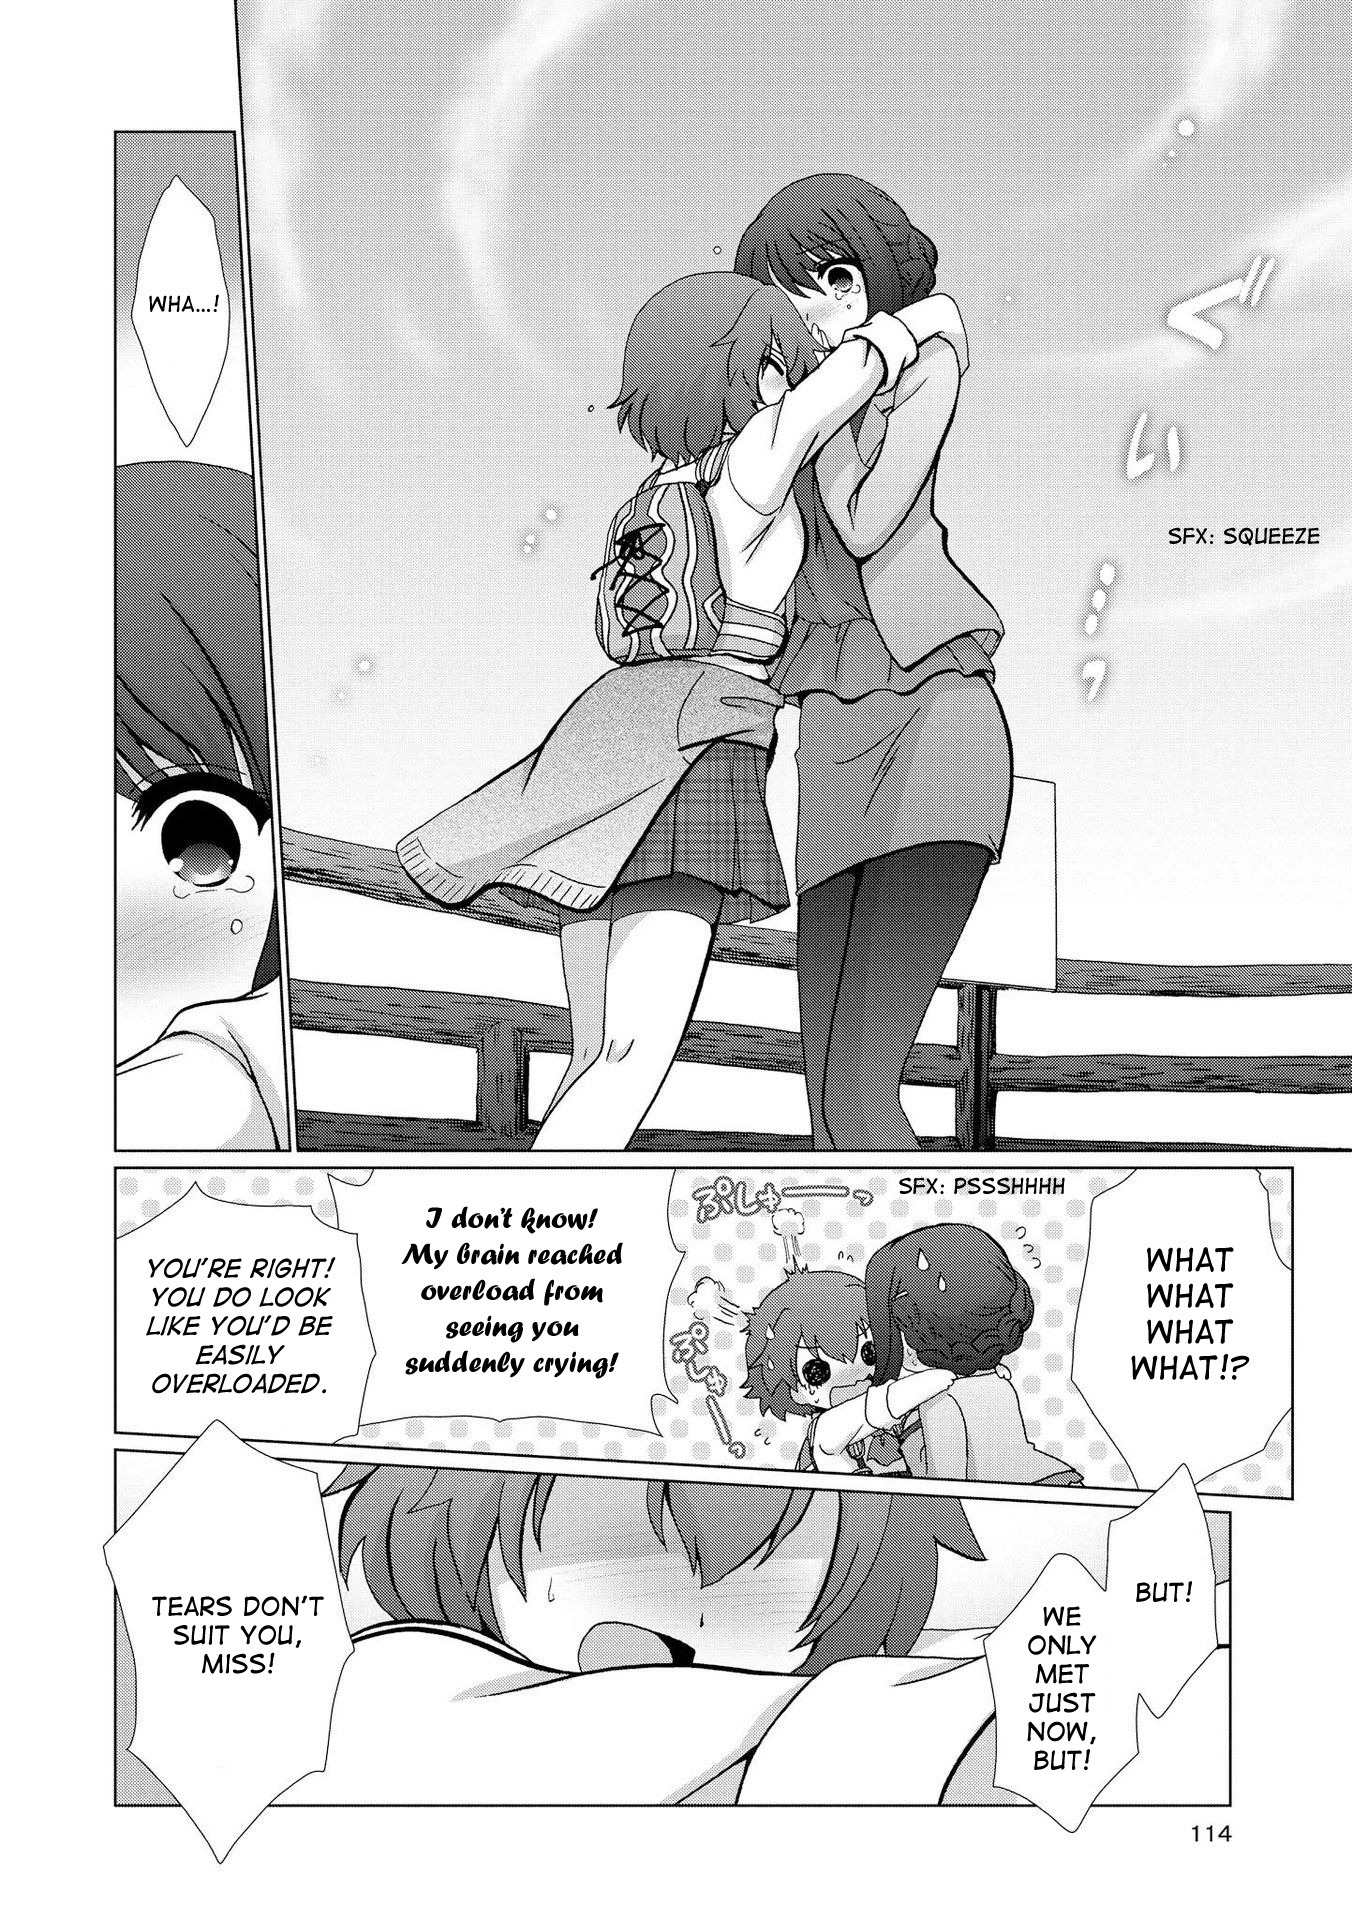 ぎゅ
い
…っ
SFX: SQUEEZE
WHA...!
WHAT
WHAT
WHAT
WHAT!?
SFX: PSSSHHHH
ぷしゅーーっ
ぷしゅーっ
I don't know!
My brain reached
overload from
seeing you
suddenly crying!
YOU'RE RIGHT!
YOU DO LOOK
LIKE YOU'D BE
EASILY
OVERLOADED.
BUT!
WE
ONLY
MET
JUST
NOW,
BUT!
TEARS DON'T
SUIT YOU,
MISS!
114